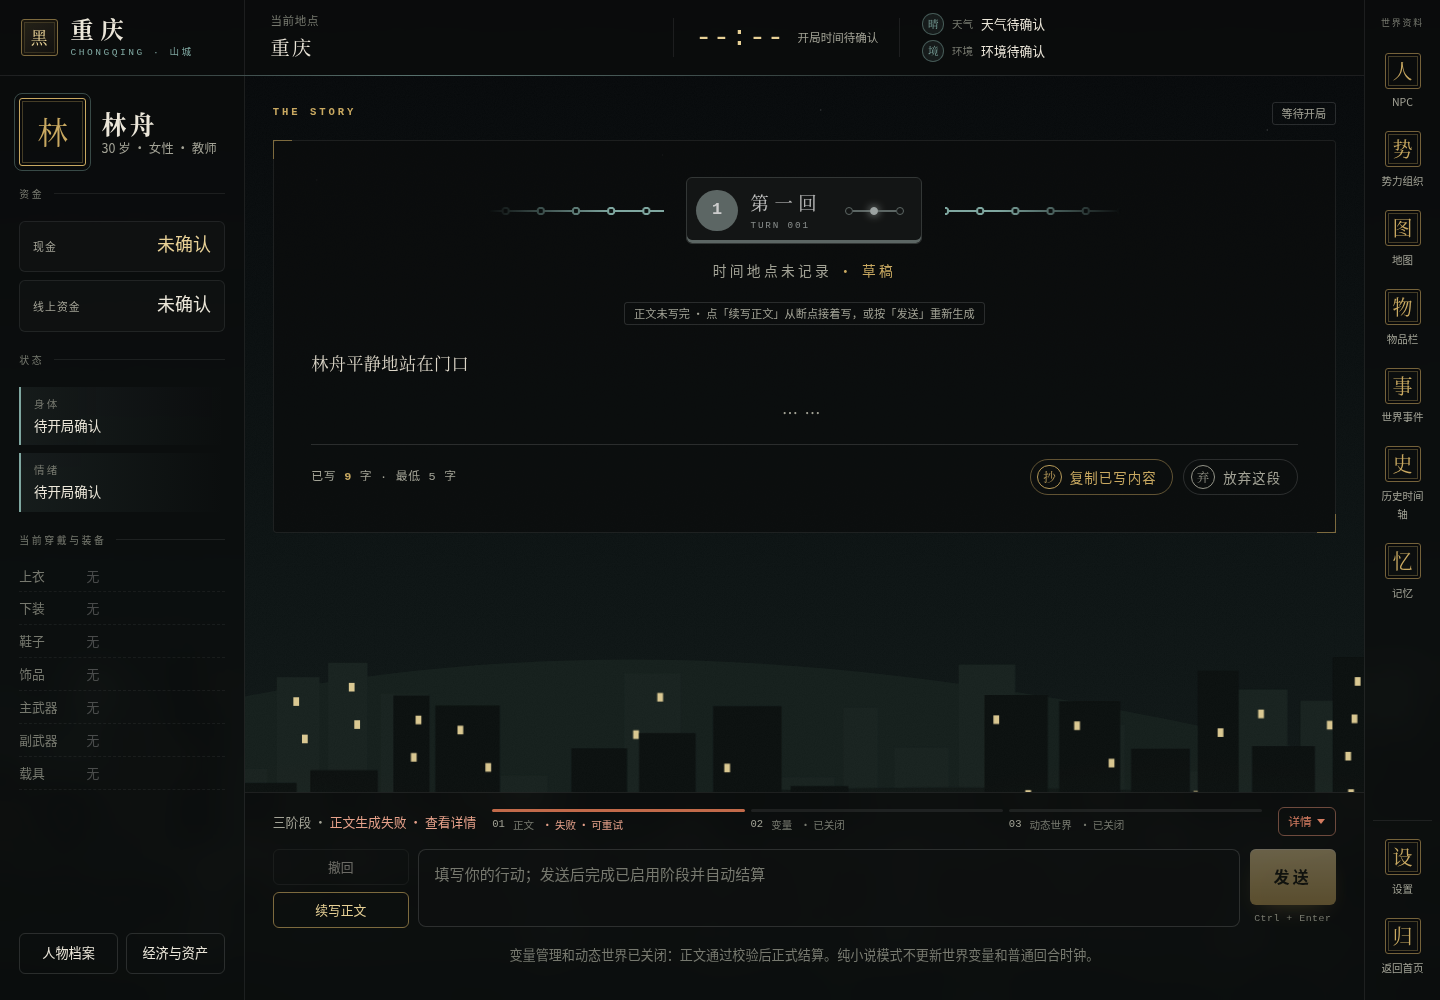 黑
重庆
CHONGQING · 山城
当前地点
重庆
--:--
开局时间待确认
晴 天气 天气待确认
境 环境 环境待确认
林
林舟
30 岁 • 女性 • 教师
资金
现金 未确认
线上资金 未确认
状态
身体
待开局确认
情绪
待开局确认
当前穿戴与装备
上衣 无
下装 无
鞋子 无
饰品 无
主武器 无
副武器 无
载具 无
人物档案 经济与资产
THE STORY
等待开局
1 第一回
TURN 001
时间地点未记录 • 草稿
正文未写完 • 点「续写正文」从断点接着写，或按「发送」重新生成
林舟平静地站在门口
… …
已写 9 字 · 最低 5 字
抄 复制已写内容
弃 放弃这段
三阶段 • 正文生成失败 • 查看详情
01 正文 • 失败 • 可重试
02 变量 • 已关闭
03 动态世界 • 已关闭
详情
撤回
续写正文
填写你的行动；发送后完成已启用阶段并自动结算
发送
Ctrl + Enter
变量管理和动态世界已关闭：正文通过校验后正式结算。纯小说模式不更新世界变量和普通回合时钟。
世界资料
人
NPC
势
势力组织
图
地图
物
物品栏
事
世界事件
史
历史时间
轴
忆
记忆
设
设置
归
返回首页